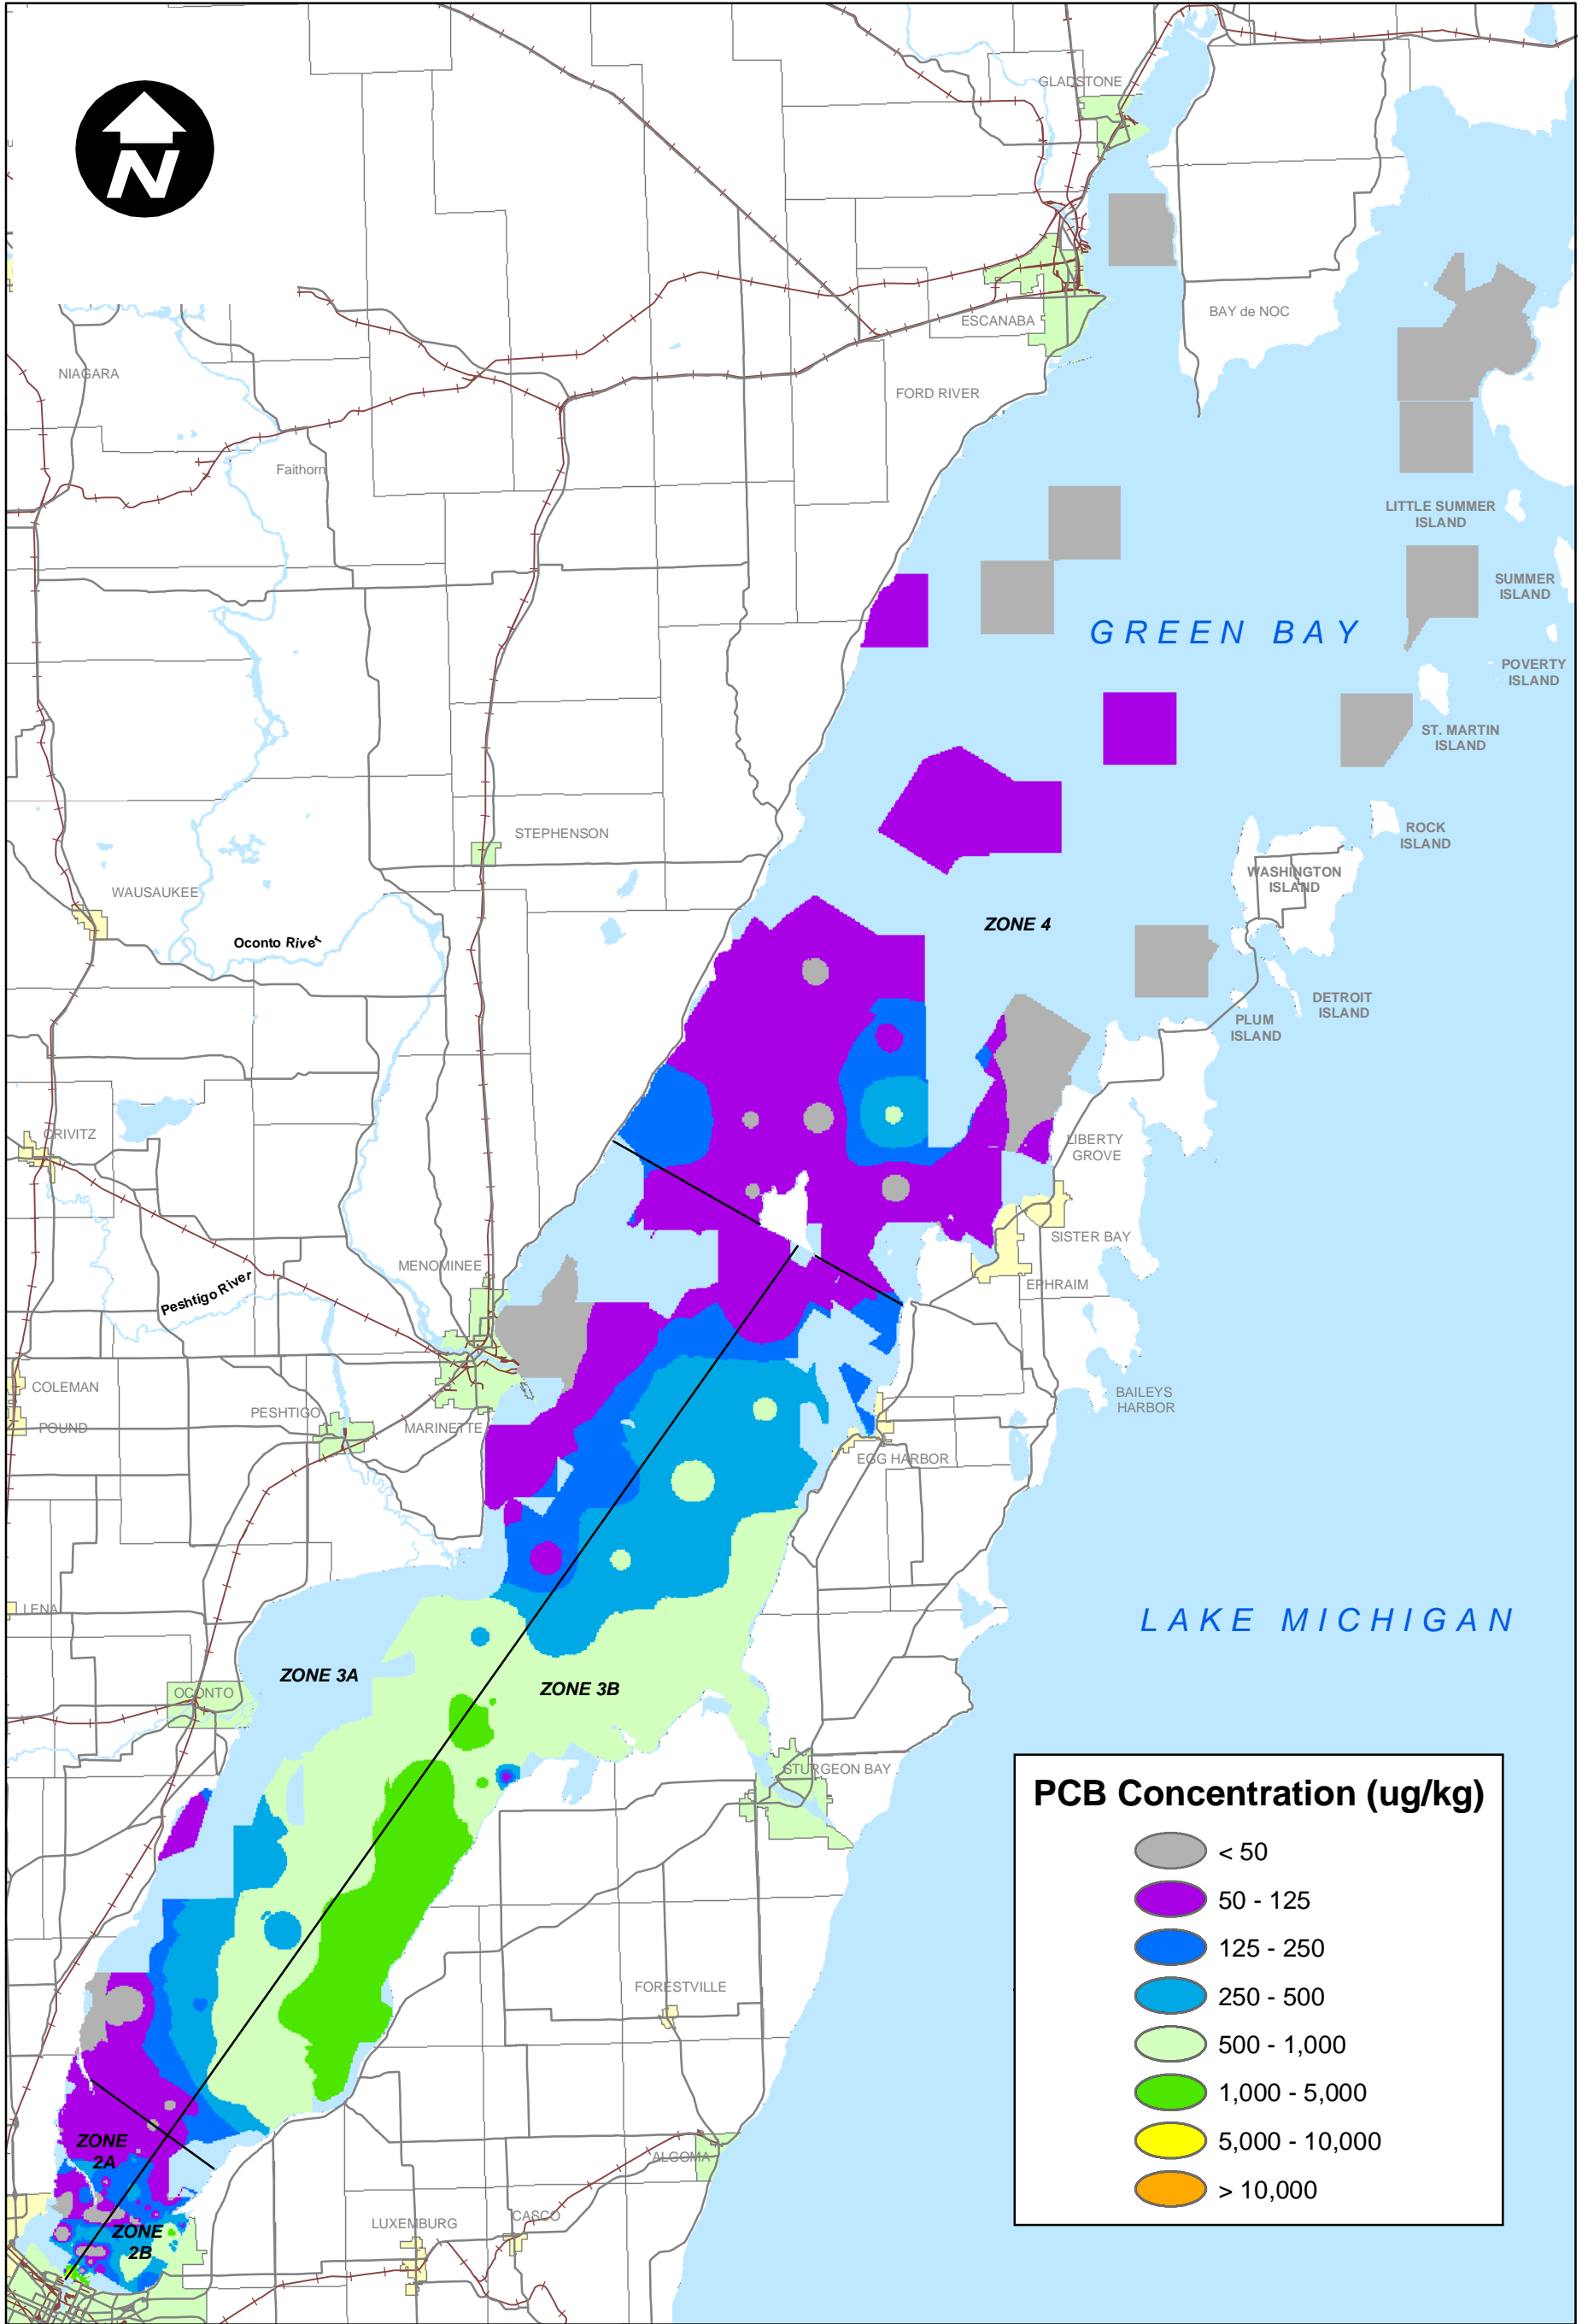 GLADSTONE
N
BAY de NOC
ESCANABA
NIAGARA
FORD RIVER
Faithorn
LITTLE SUMMER
ISLAND
SUMMER
ISLAND
GREEN BAY
POVERTY
ISLAND
ST. MARTIN
ISLAND
STEPHENSON
ROCK
ISLAND
WASHINGTON
ISLAND
WAUSAUKEE
ZONE 4
Oconto River
DETROIT
ISLAND
PLUM
ISLAND
CRIVITZ
LIBERTY
GROVE
SISTER BAY
MENOMINEE
EPHRAIM
Peshtigo River
COLEMAN
BAILEYS
HARBOR
PESHTIGO
POUND
MARINETTE
EGG HARBOR
LENA
LAKE MICHIGAN
ZONE 3A
ZONE 3B
OCONTO
STURGEON BAY
PCB Concentration (ug/kg)
< 50
50 - 125
125 - 250
250 - 500
500 - 1,000
1,000 - 5,000
5,000 - 10,000
> 10,000
FORESTVILLE
ZONE
2A
ALGOMA
LUXEMBURG
CASCO
ZONE
2B